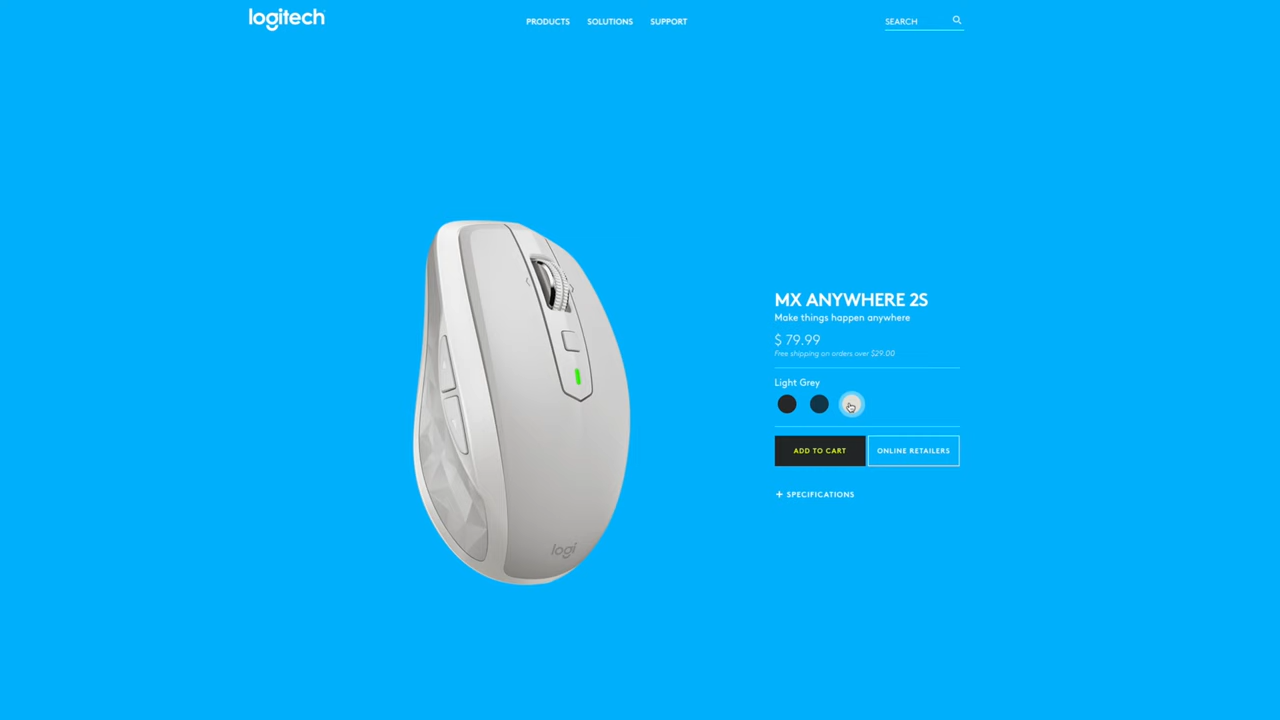 logitech
PRODUCTS SOLUTIONS SUPPORT
SEARCH
MX ANYWHERE 2S
Make things happen anywhere
$ 79.99
Free shipping on orders over $29.00
Light Grey
ADD TO CART ONLINE RETAILERS
+ SPECIFICATIONS
logi